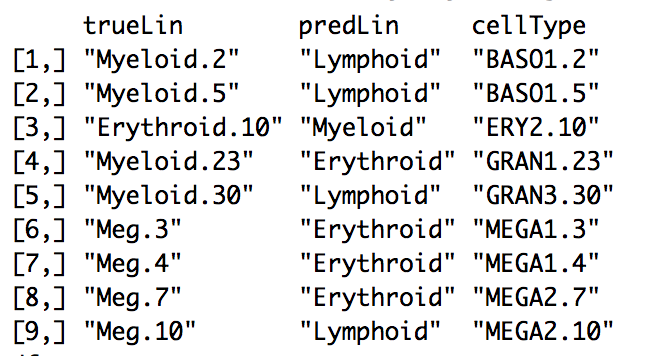 trueLin predLin cellType
[1,] "Myeloid.2" "Lymphoid" "BASO1.2"
[2,] "Myeloid.5" "Lymphoid" "BASO1.5"
[3,] "Erythroid.10" "Myeloid" "ERY2.10"
[4,] "Myeloid.23" "Erythroid" "GRAN1.23"
[5,] "Myeloid.30" "Lymphoid" "GRAN3.30"
[6,] "Meg.3" "Erythroid" "MEGA1.3"
[7,] "Meg.4" "Erythroid" "MEGA1.4"
[8,] "Meg.7" "Erythroid" "MEGA2.7"
[9,] "Meg.10" "Lymphoid" "MEGA2.10"